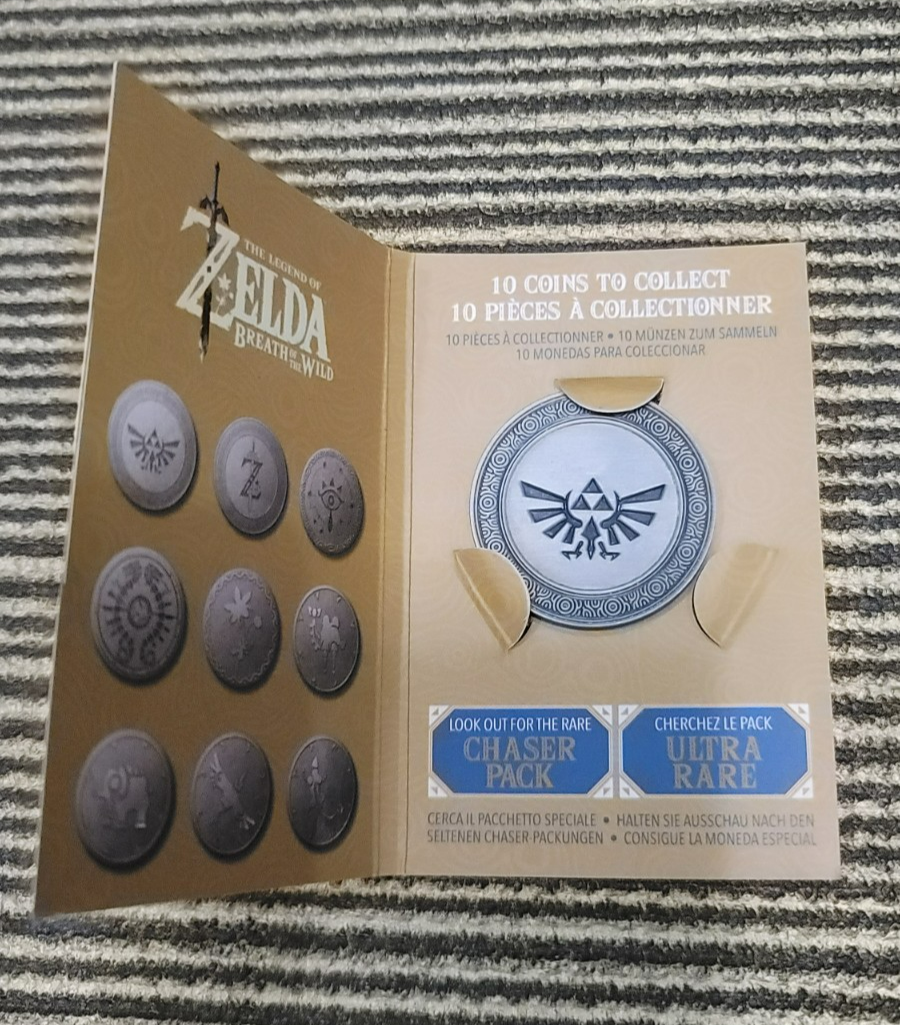 THE LEGEND OF
ZELDA
BREATH OF THE WILD
Z
10 COINS TO COLLECT
10 PIÈCES À COLLECTIONNER
10 PIÈCES À COLLECTIONNER • 10 MÜNZEN ZUM SAMMELN
10 MONEDAS PARA COLECCIONAR
LOOK OUT FOR THE RARE
CHASER
PACK
CHERCHEZ LE PACK
ULTRA
RARE
CERCA IL PACCHETTO SPECIALE • HALTEN SIE AUSSCHAU NACH DEN
SELTENEN CHASER PACKUNGEN • CONSIGUE LA MONEDA ESPECIAL